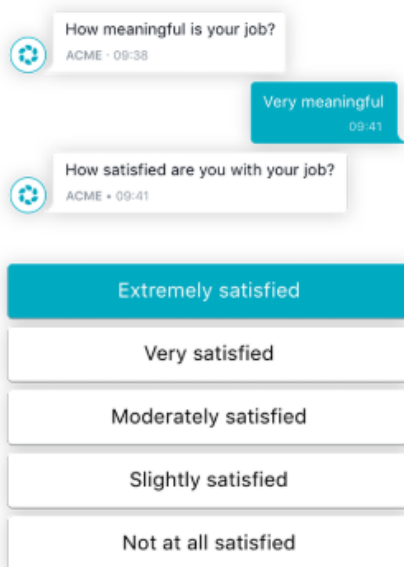 How meaningful is your job?
ACME · 09:38
Very meaningful
09:41
How satisfied are you with your job?
ACME • 09:41
Extremely satisfied
Very satisfied
Moderately satisfied
Slightly satisfied
Not at all satisfied